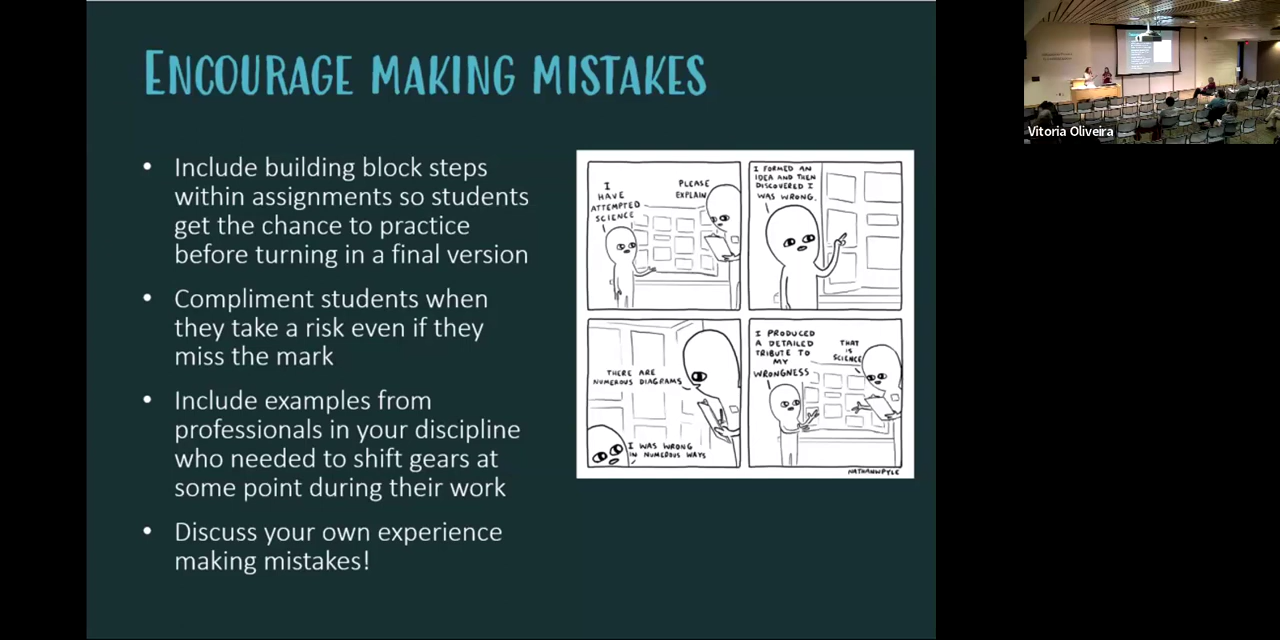 ENCOURAGE MAKING MISTAKES
• Include building block steps
within assignments so students
get the chance to practice
before turning in a final version
• Compliment students when
they take a risk even if they
miss the mark
• Include examples from
professionals in your discipline
who needed to shift gears at
some point during their work
• Discuss your own experience
making mistakes!
I
HAVE
ATTEMPTED
SCIENCE
PLEASE
EXPLAIN
I FORMED AN
IDEA AND THEN
DISCOVERED I
WAS WRONG.
THERE ARE
NUMEROUS DIAGRAMS
I WAS WRONG
IN NUMEROUS WAYS
I PRODUCED
A DETAILED
TRIBUTE TO
MY
WRONGNESS
THAT
IS
SCIENCE
NATHANWPYLE
Vitoria Oliveira